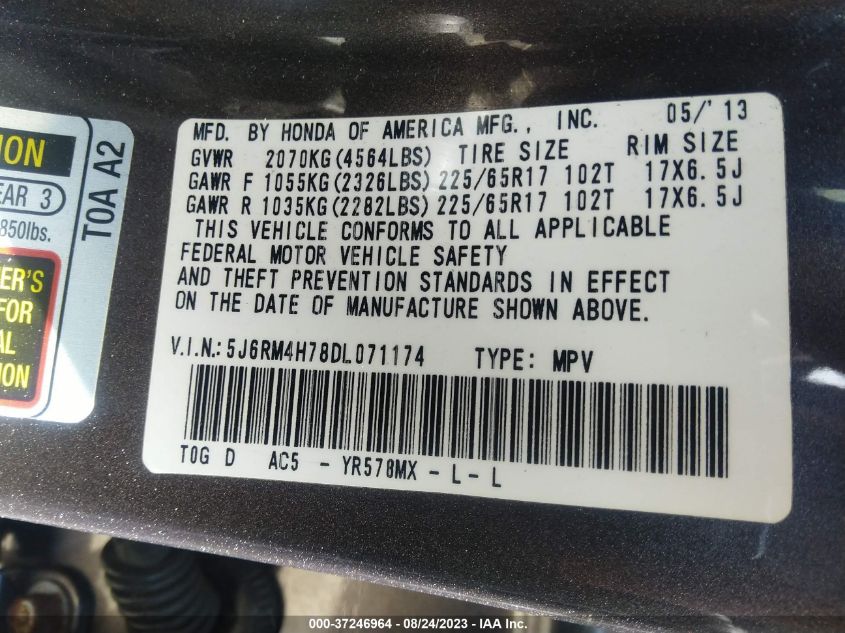 ION
EAR 3
850lbs.
ER'S
FOR
AL
ION
TOA A2
MFD. BY HONDA OF AMERICA MFG., INC. 05/'13
GVWR 2070KG(4564LBS) TIRE SIZE RIM SIZE
GAWR F 1055KG(2326LBS) 225/65R17 102T 17X6.5J
GAWR R 1035KG(2282LBS) 225/65R17 102T 17X6.5J
THIS VEHICLE CONFORMS TO ALL APPLICABLE
FEDERAL MOTOR VEHICLE SAFETY
AND THEFT PREVENTION STANDARDS IN EFFECT
ON THE DATE OF MANUFACTURE SHOWN ABOVE.
V.I.N.: 5J6RM4H78DL071174 TYPE: MPV
TOG D AC5 - YR578MX - L - L
000-37246964 - 08/24/2023 - IAA Inc.